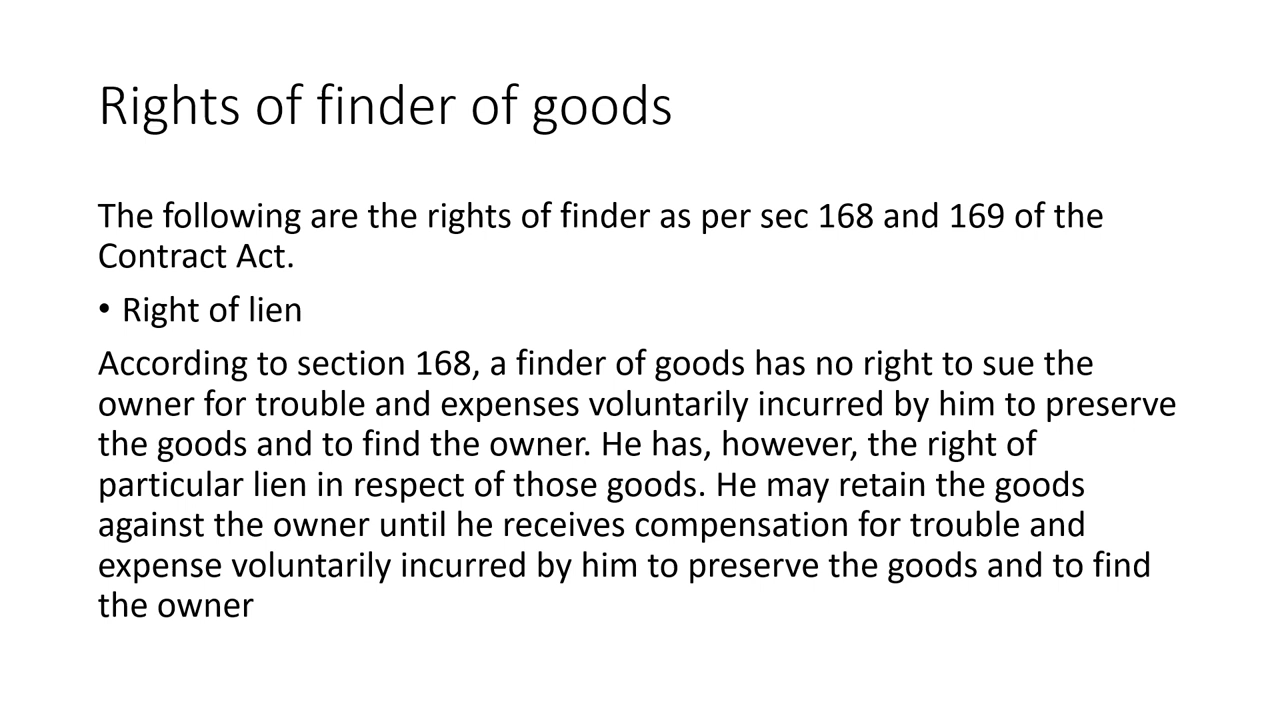 Rights of finder of goods
The following are the rights of finder as per sec 168 and 169 of the
Contract Act.
• Right of lien
According to section 168, a finder of goods has no right to sue the
owner for trouble and expenses voluntarily incurred by him to preserve
the goods and to find the owner. He has, however, the right of
particular lien in respect of those goods. He may retain the goods
against the owner until he receives compensation for trouble and
expense voluntarily incurred by him to preserve the goods and to find
the owner